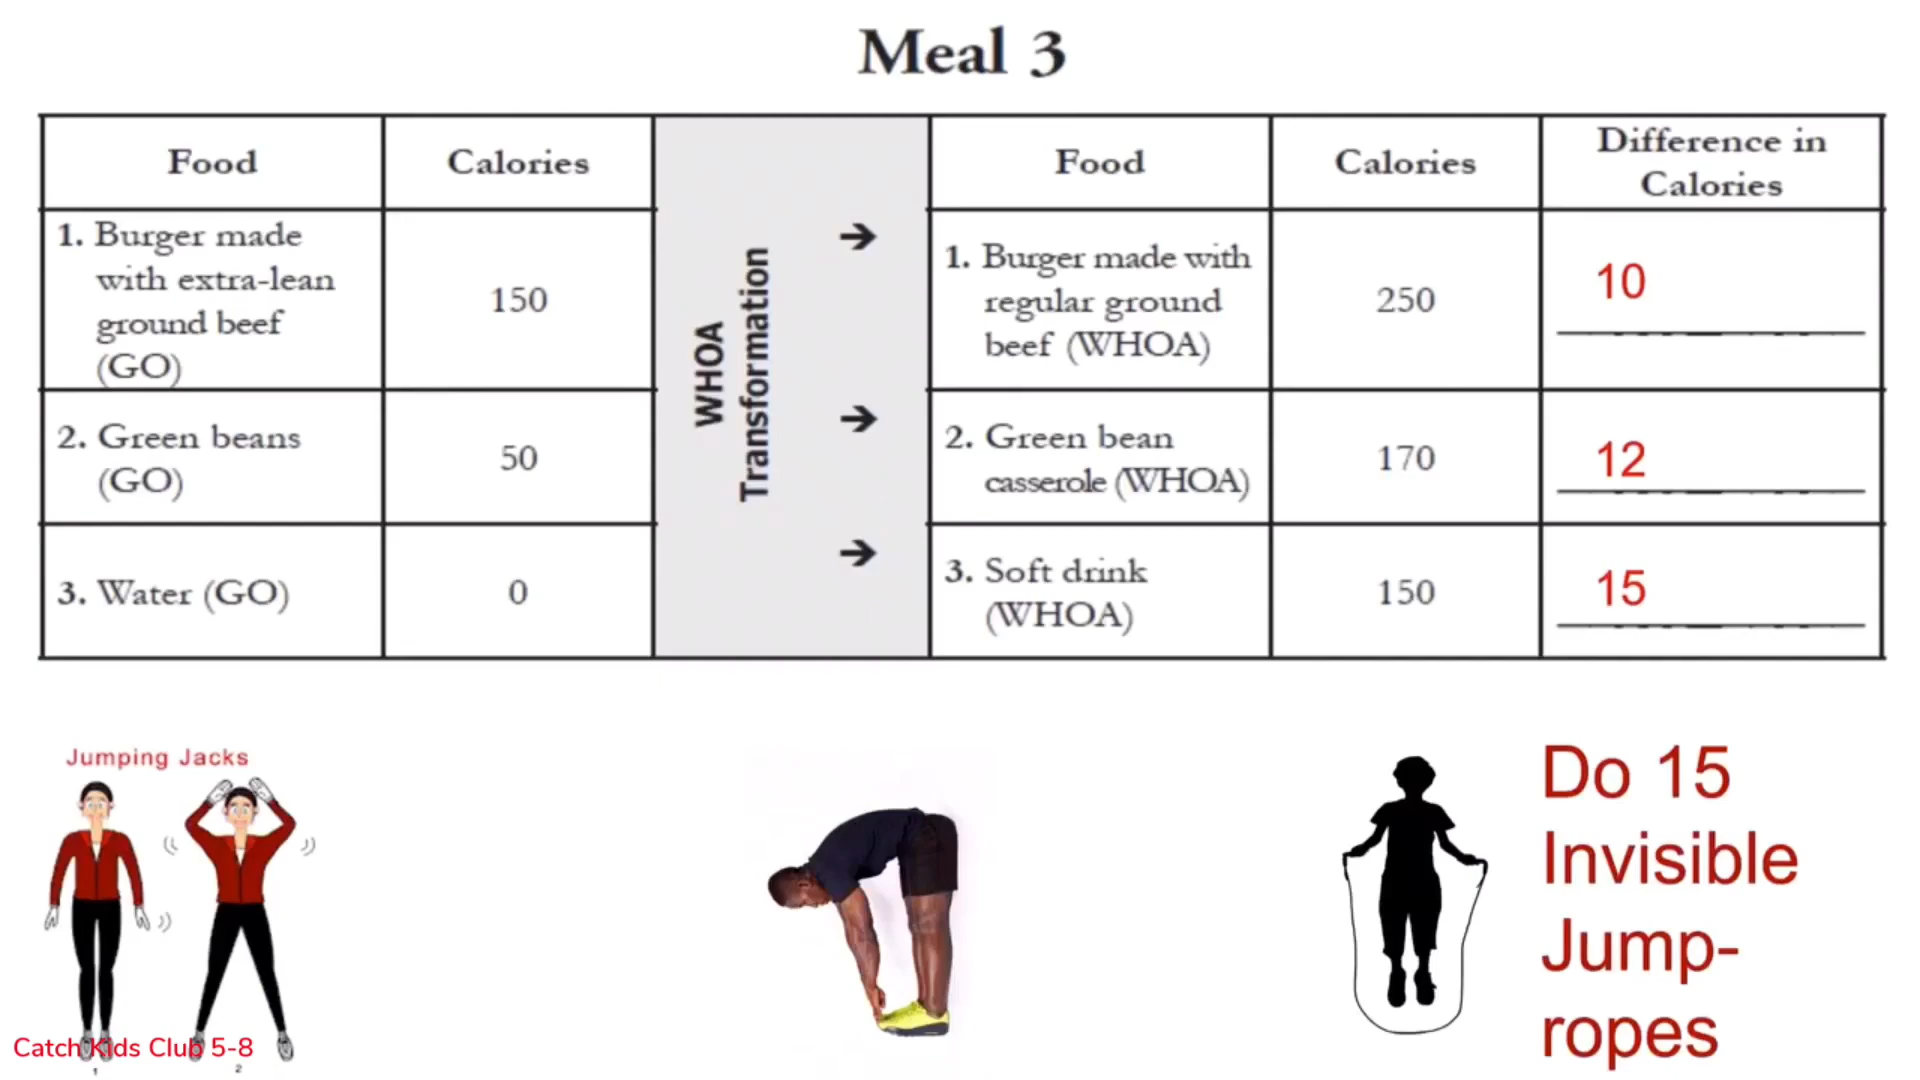 Meal 3
Food
Calories
Food
Calories
Difference in
Calories
1. Burger made
with extra-lean
ground beef
(GO)
150
WHOA
Transformation
➔
1. Burger made with
regular ground
beef (WHOA)
250
10
2. Green beans
(GO)
50
➔
2. Green bean
casserole (WHOA)
170
12
3. Water (GO)
0
➔
3. Soft drink
(WHOA)
150
15
Jumping Jacks
1
2
Catch Kids Club 5-8
Do 15
Invisible
Jump-
ropes